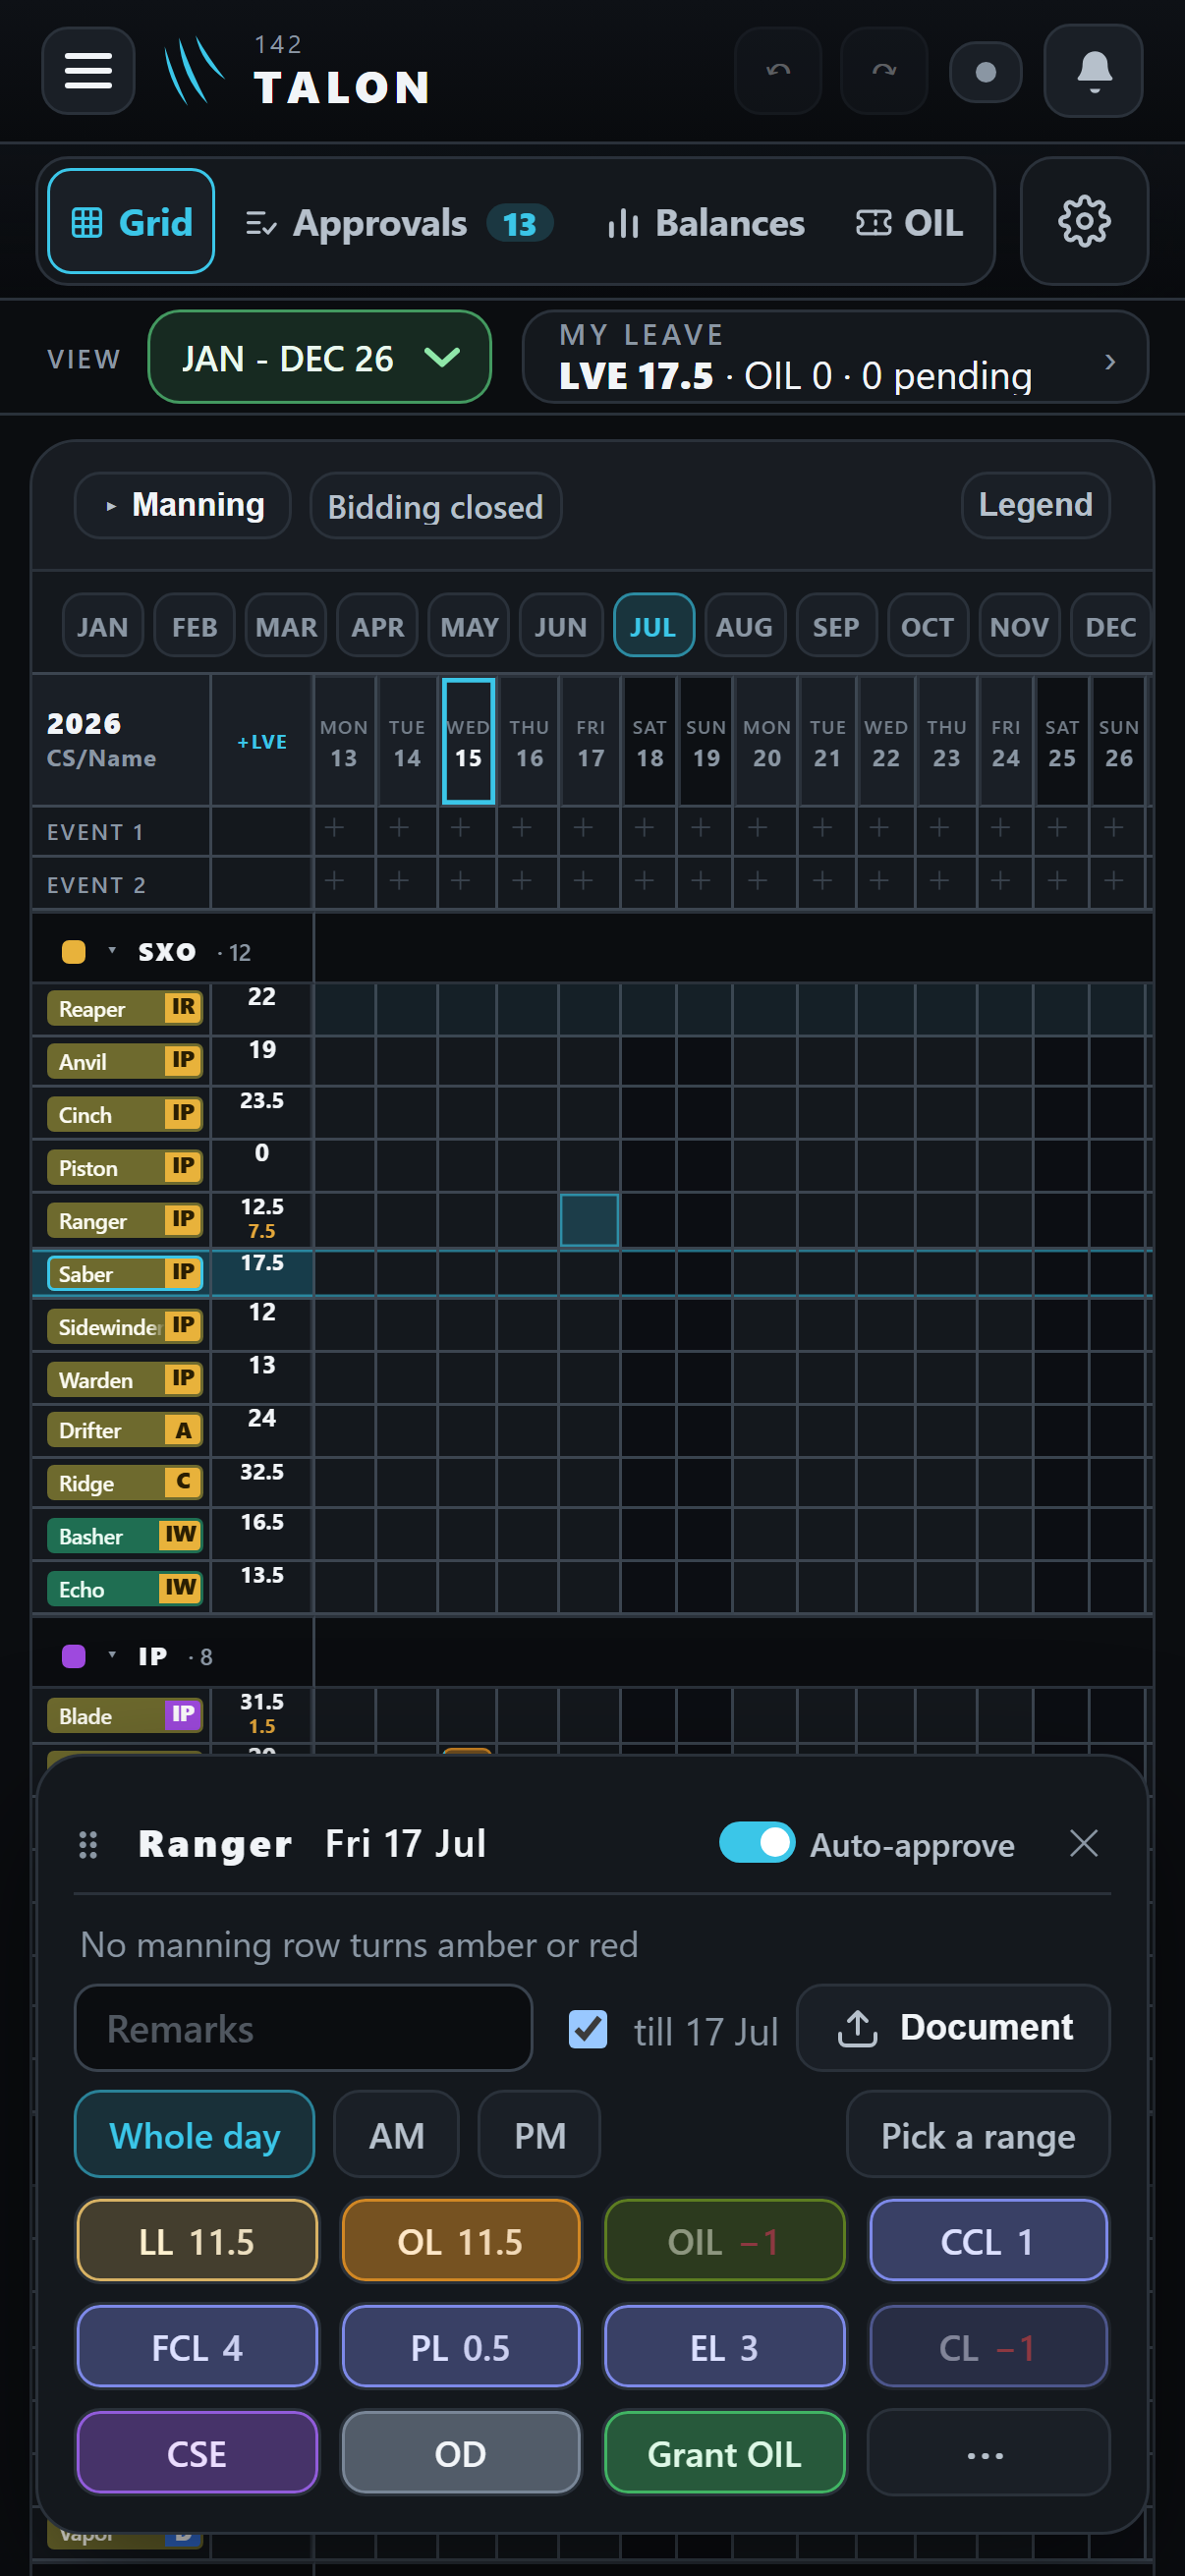 142
TALON
Grid
Approvals 13
Balances
OIL
VIEW
JAN - DEC 26
MY LEAVE
LVE 17.5 · OIL 0 · 0 pending
Manning
Bidding closed
Legend
JAN FEB MAR APR MAY JUN JUL AUG SEP OCT NOV DEC
2026
CS/Name
+LVE
MON TUE WED THU FRI SAT SUN MON TUE WED THU FRI SAT SUN
13 14 15 16 17 18 19 20 21 22 23 24 25 26
EVENT 1 + + + + + + + + + + + + + +
EVENT 2 + + + + + + + + + + + + + +
SXO · 12
Reaper IR 22
Anvil IP 19
Cinch IP 23.5
Piston IP 0
Ranger IP 12.5
7.5
Saber IP 17.5
Sidewinder IP 12
Warden IP 13
Drifter A 24
Ridge C 32.5
Basher IW 16.5
Echo IW 13.5
IP · 8
Blade IP 31.5
1.5
Ranger Fri 17 Jul
Auto-approve
No manning row turns amber or red
Remarks
till 17 Jul
Document
Whole day
AM
PM
Pick a range
LL 11.5
OL 11.5
OIL −1
CCL 1
FCL 4
PL 0.5
EL 3
CL −1
CSE
OD
Grant OIL
...
Vapor